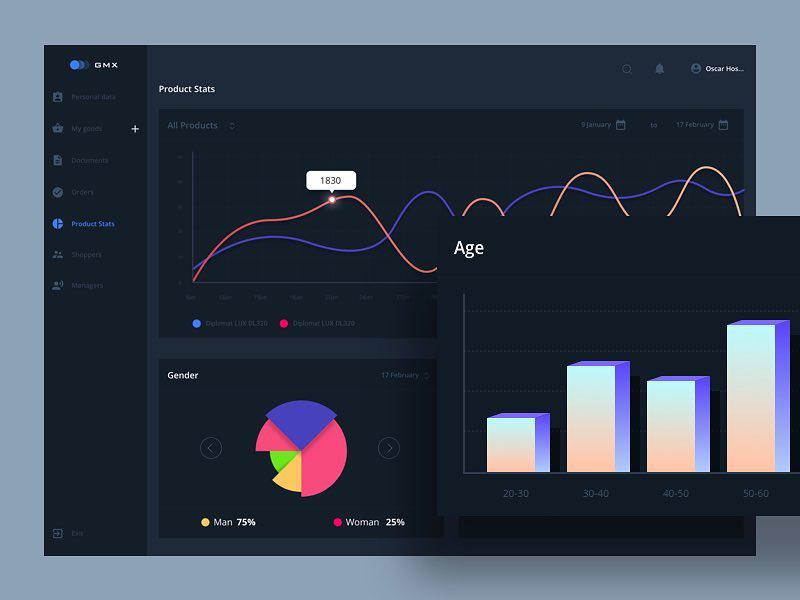 GMX
Oscar Hos...
Product Stats
Personal data
My goods +
Documents
Orders
Product Stats
Shoppers
Managers
Exit
All Products
9 January to 17 February
1830
Diplomat LUX DL320 Diplomat LUX DL320
Gender
17 February
Man 75% Woman 25%
Age
20-30 30-40 40-50 50-60